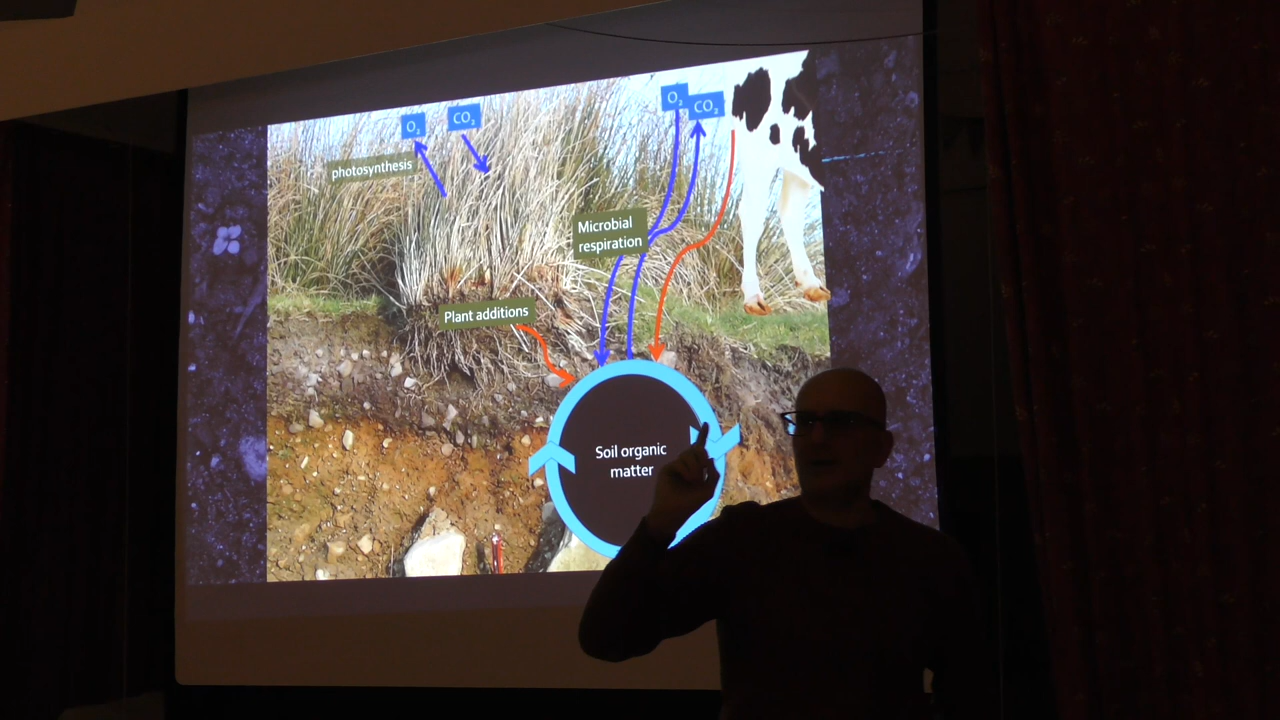 O₂
CO₂
O₂
CO₂
photosynthesis
Microbial
respiration
Plant additions
Soil organic
matter